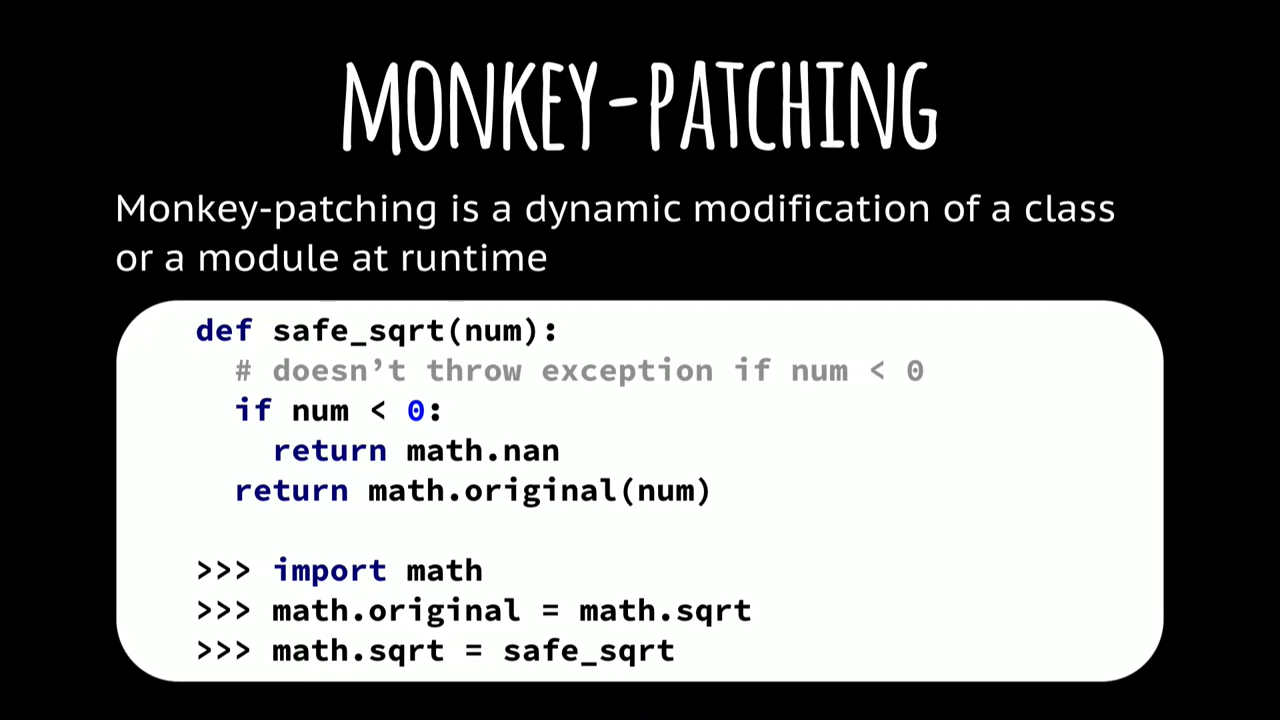 MONKEY-PATCHING
Monkey-patching is a dynamic modification of a class
or a module at runtime
def safe_sqrt(num):
  # doesn’t throw exception if num < 0
  if num < 0:
    return math.nan
  return math.original(num)
>>> import math
>>> math.original = math.sqrt
>>> math.sqrt = safe_sqrt